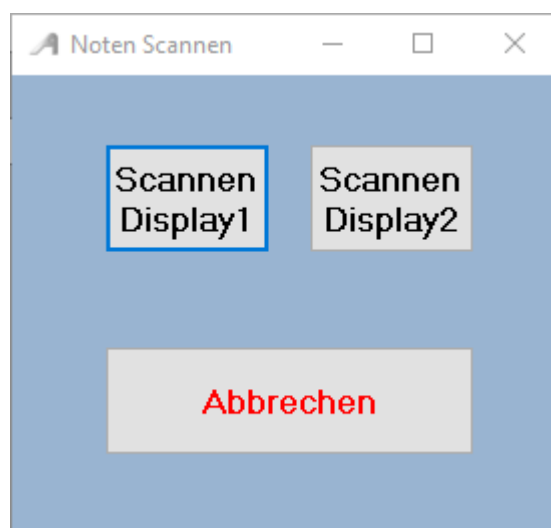 Noten Scannen
Scannen
Display1
Scannen
Display2
Abbrechen